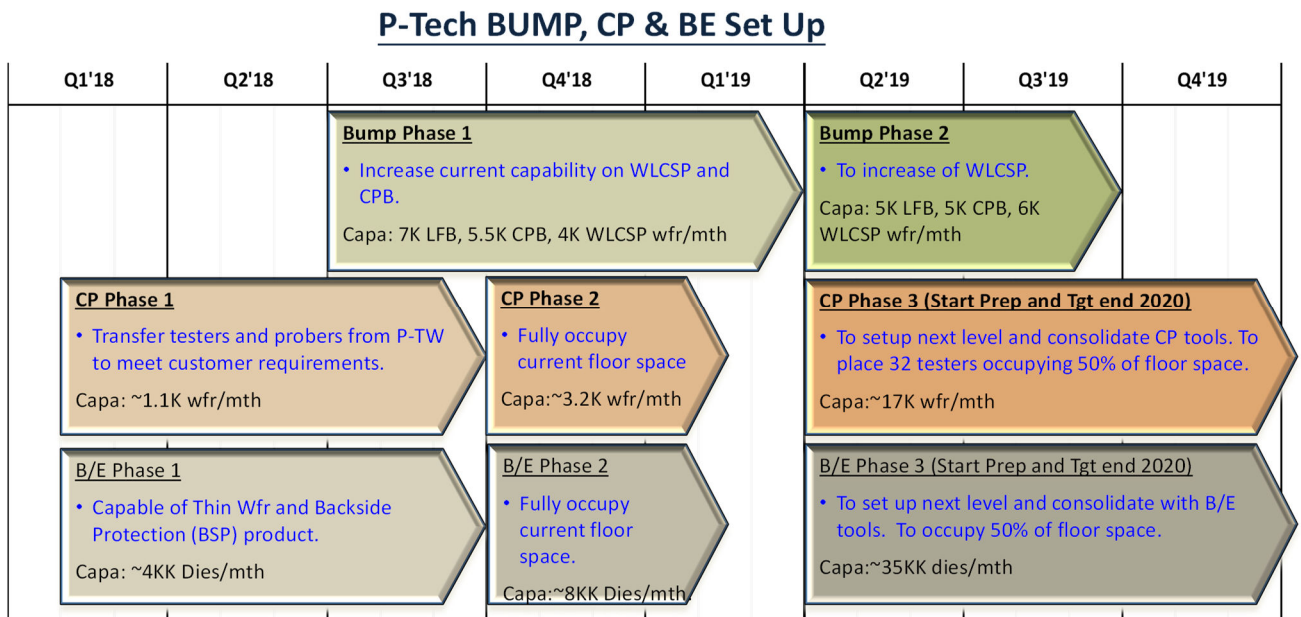 P-Tech BUMP, CP & BE Set Up
Q1'18 Q2'18 Q3'18 Q4'18 Q1'19 Q2'19 Q3'19 Q4'19
Bump Phase 1
• Increase current capability on WLCSP and
CPB.
Capa: 7K LFB, 5.5K CPB, 4K WLCSP wfr/mth
Bump Phase 2
• To increase of WLCSP.
Capa: 5K LFB, 5K CPB, 6K
WLCSP wfr/mth
CP Phase 1
• Transfer testers and probers from P-TW
to meet customer requirements.
Capa: ~1.1K wfr/mth
CP Phase 2
• Fully occupy
current floor space
Capa:~3.2K wfr/mth
CP Phase 3 (Start Prep and Tgt end 2020)
• To setup next level and consolidate CP tools. To
place 32 testers occupying 50% of floor space.
Capa:~17K wfr/mth
B/E Phase 1
• Capable of Thin Wfr and Backside
Protection (BSP) product.
Capa: ~4KK Dies/mth
B/E Phase 2
• Fully occupy
current floor
space.
Capa:~8KK Dies/mth.
B/E Phase 3 (Start Prep and Tgt end 2020)
• To set up next level and consolidate with B/E
tools. To occupy 50% of floor space.
Capa:~35KK dies/mth